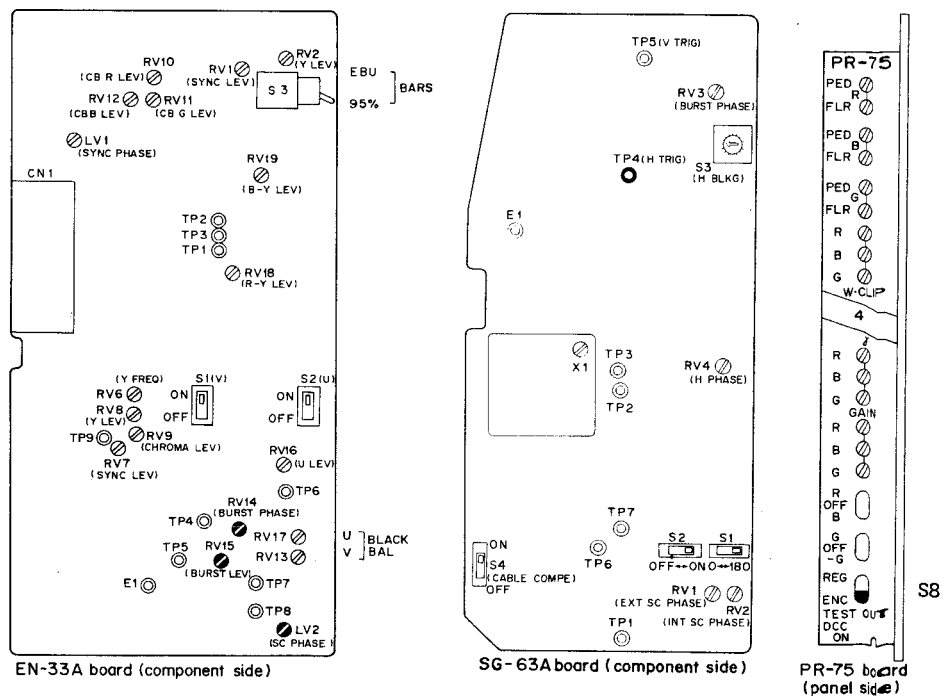 RV10
(CB R LEV)
RV1
(SYNC LEV)
RV2
(Y LEV)
S3
EBU
95%
BARS
RV12
(CBB LEV)
RV11
(CB G LEV)
LV1
(SYNC PHASE)
CN1
RV19
(B-Y LEV)
TP2
TP3
TP1
RV18
(R-Y LEV)
(Y FREQ)
RV6
RV8
(Y LEV)
TP9
RV9
(CHROMA LEV)
RV7
(SYNC LEV)
S1(V)
ON
OFF
S2(U)
ON
OFF
RV16
(U LEV)
TP6
RV14
(BURST PHASE)
TP4
RV17
U
RV13
V
BLACK
BAL
TP5
RV15
(BURST LEV)
E1
TP7
TP8
LV2
(SC PHASE)
EN-33A board (component side)
TP5 (V TRIG)
RV3
(BURST PHASE)
S3
(H BLKG)
TP4 (H TRIG)
E1
X1
TP3
TP2
RV4
(H PHASE)
TP7
TP6
S2
OFF↔ON
S1
0↔180
ON
S4
(CABLE COMPE)
OFF
RV1
(EXT SC PHASE)
RV2
(INT SC PHASE)
TP1
SG-63A board (component side)
PR-75
PED
R
FLR
PED
B
FLR
PED
G
FLR
R
B
G
W-CLIP
4
R
B
G
GAIN
R
B
G
R
OFF
B
G
OFF
-G
REG
ENC
TEST OUT
DCC
ON
S8
PR-75 board
(panel side)